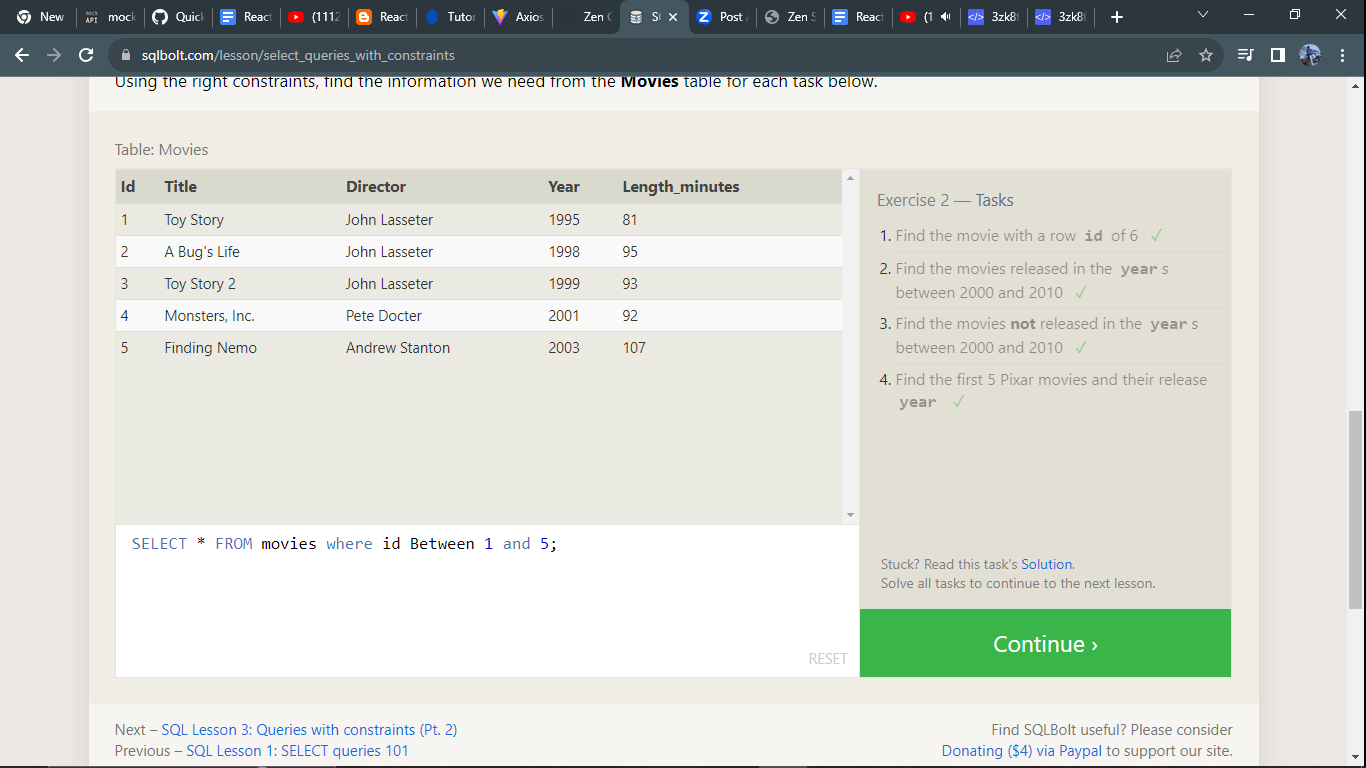 New
mock API
mock
Quick
React
(1112
React
Tutor
Axios
Zen C
SQ
Post
Zen S
React
(1
3zk8f
3zk8f
sqlbolt.com/lesson/select_queries_with_constraints
Using the right constraints, find the information we need from the Movies table for each task below.
Table: Movies
Id Title Director Year Length_minutes
1 Toy Story John Lasseter 1995 81
2 A Bug's Life John Lasseter 1998 95
3 Toy Story 2 John Lasseter 1999 93
4 Monsters, Inc. Pete Docter 2001 92
5 Finding Nemo Andrew Stanton 2003 107
SELECT * FROM movies where id Between 1 and 5;
RESET
Exercise 2 — Tasks
1. Find the movie with a row id of 6 ✓
2. Find the movies released in the year s
between 2000 and 2010 ✓
3. Find the movies not released in the year s
between 2000 and 2010 ✓
4. Find the first 5 Pixar movies and their release
year ✓
Stuck? Read this task's Solution.
Solve all tasks to continue to the next lesson.
Continue ›
Next – SQL Lesson 3: Queries with constraints (Pt. 2)
Previous – SQL Lesson 1: SELECT queries 101
Find SQLBolt useful? Please consider
Donating ($4) via Paypal to support our site.